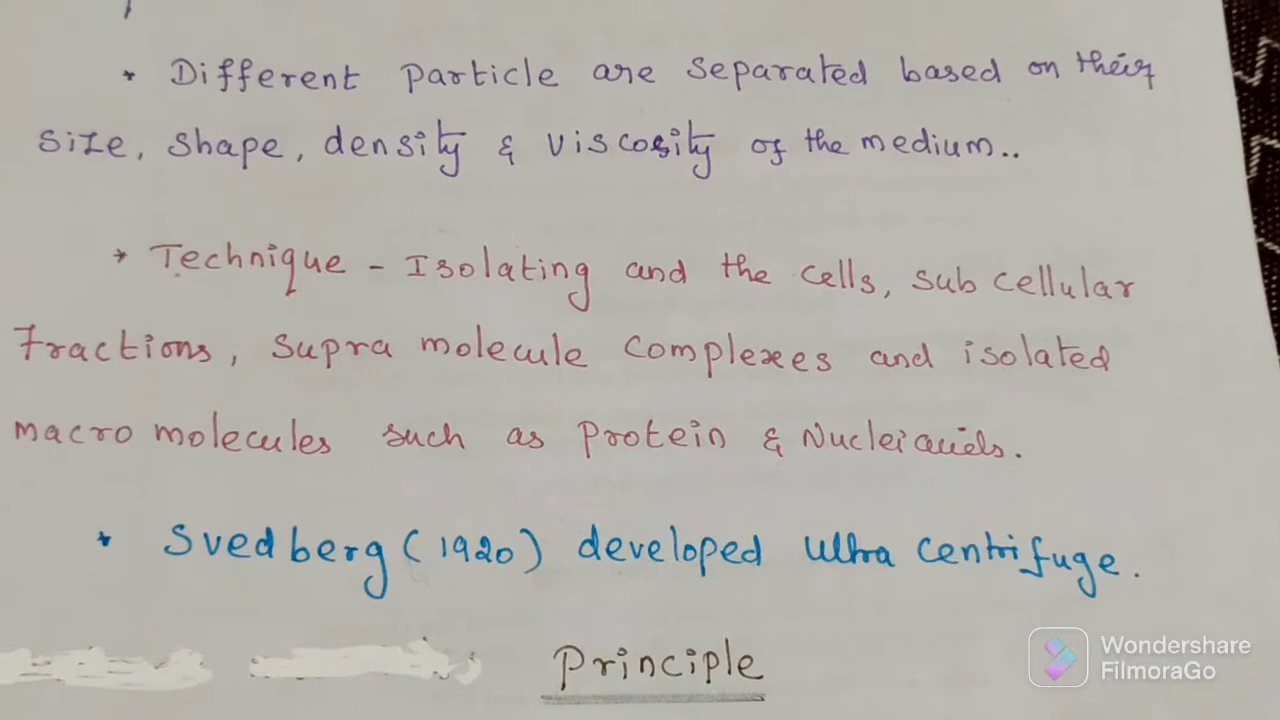 * Different particle are separated based on their
size, shape, density & viscosity of the medium..
* Technique - Isolating and the cells, sub cellular
fractions, supra molecule complexes and isolated
macro molecules such as protein & Nucleic acids.
* Svedberg (1920) developed ultra centrifuge.
Principle
Wondershare
FilmoraGo